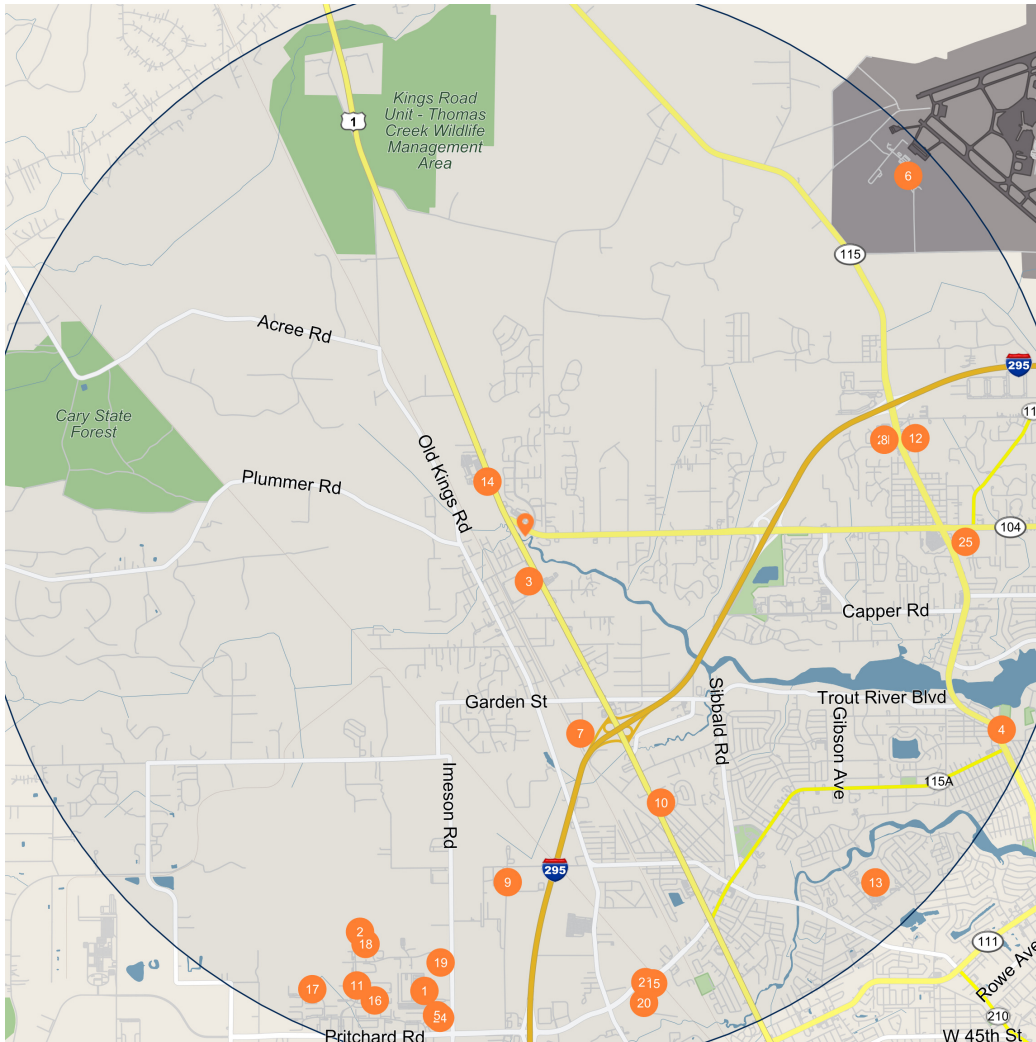 Kings Road
Unit - Thomas
Creek Wildlife
Management
Area
1
6
115
295
Acree Rd
Cary State
Forest
Old Kings Rd
12
14
Plummer Rd
104
25
3
Capper Rd
Garden St
Sibbald Rd
Trout River Blvd
Gibson Ave
7
4
Imeson Rd
115A
10
295
9
13
2
18
111
19
Rowe Ave
17
11
1
16
15
20
210
Pritchard Rd
W 45th St